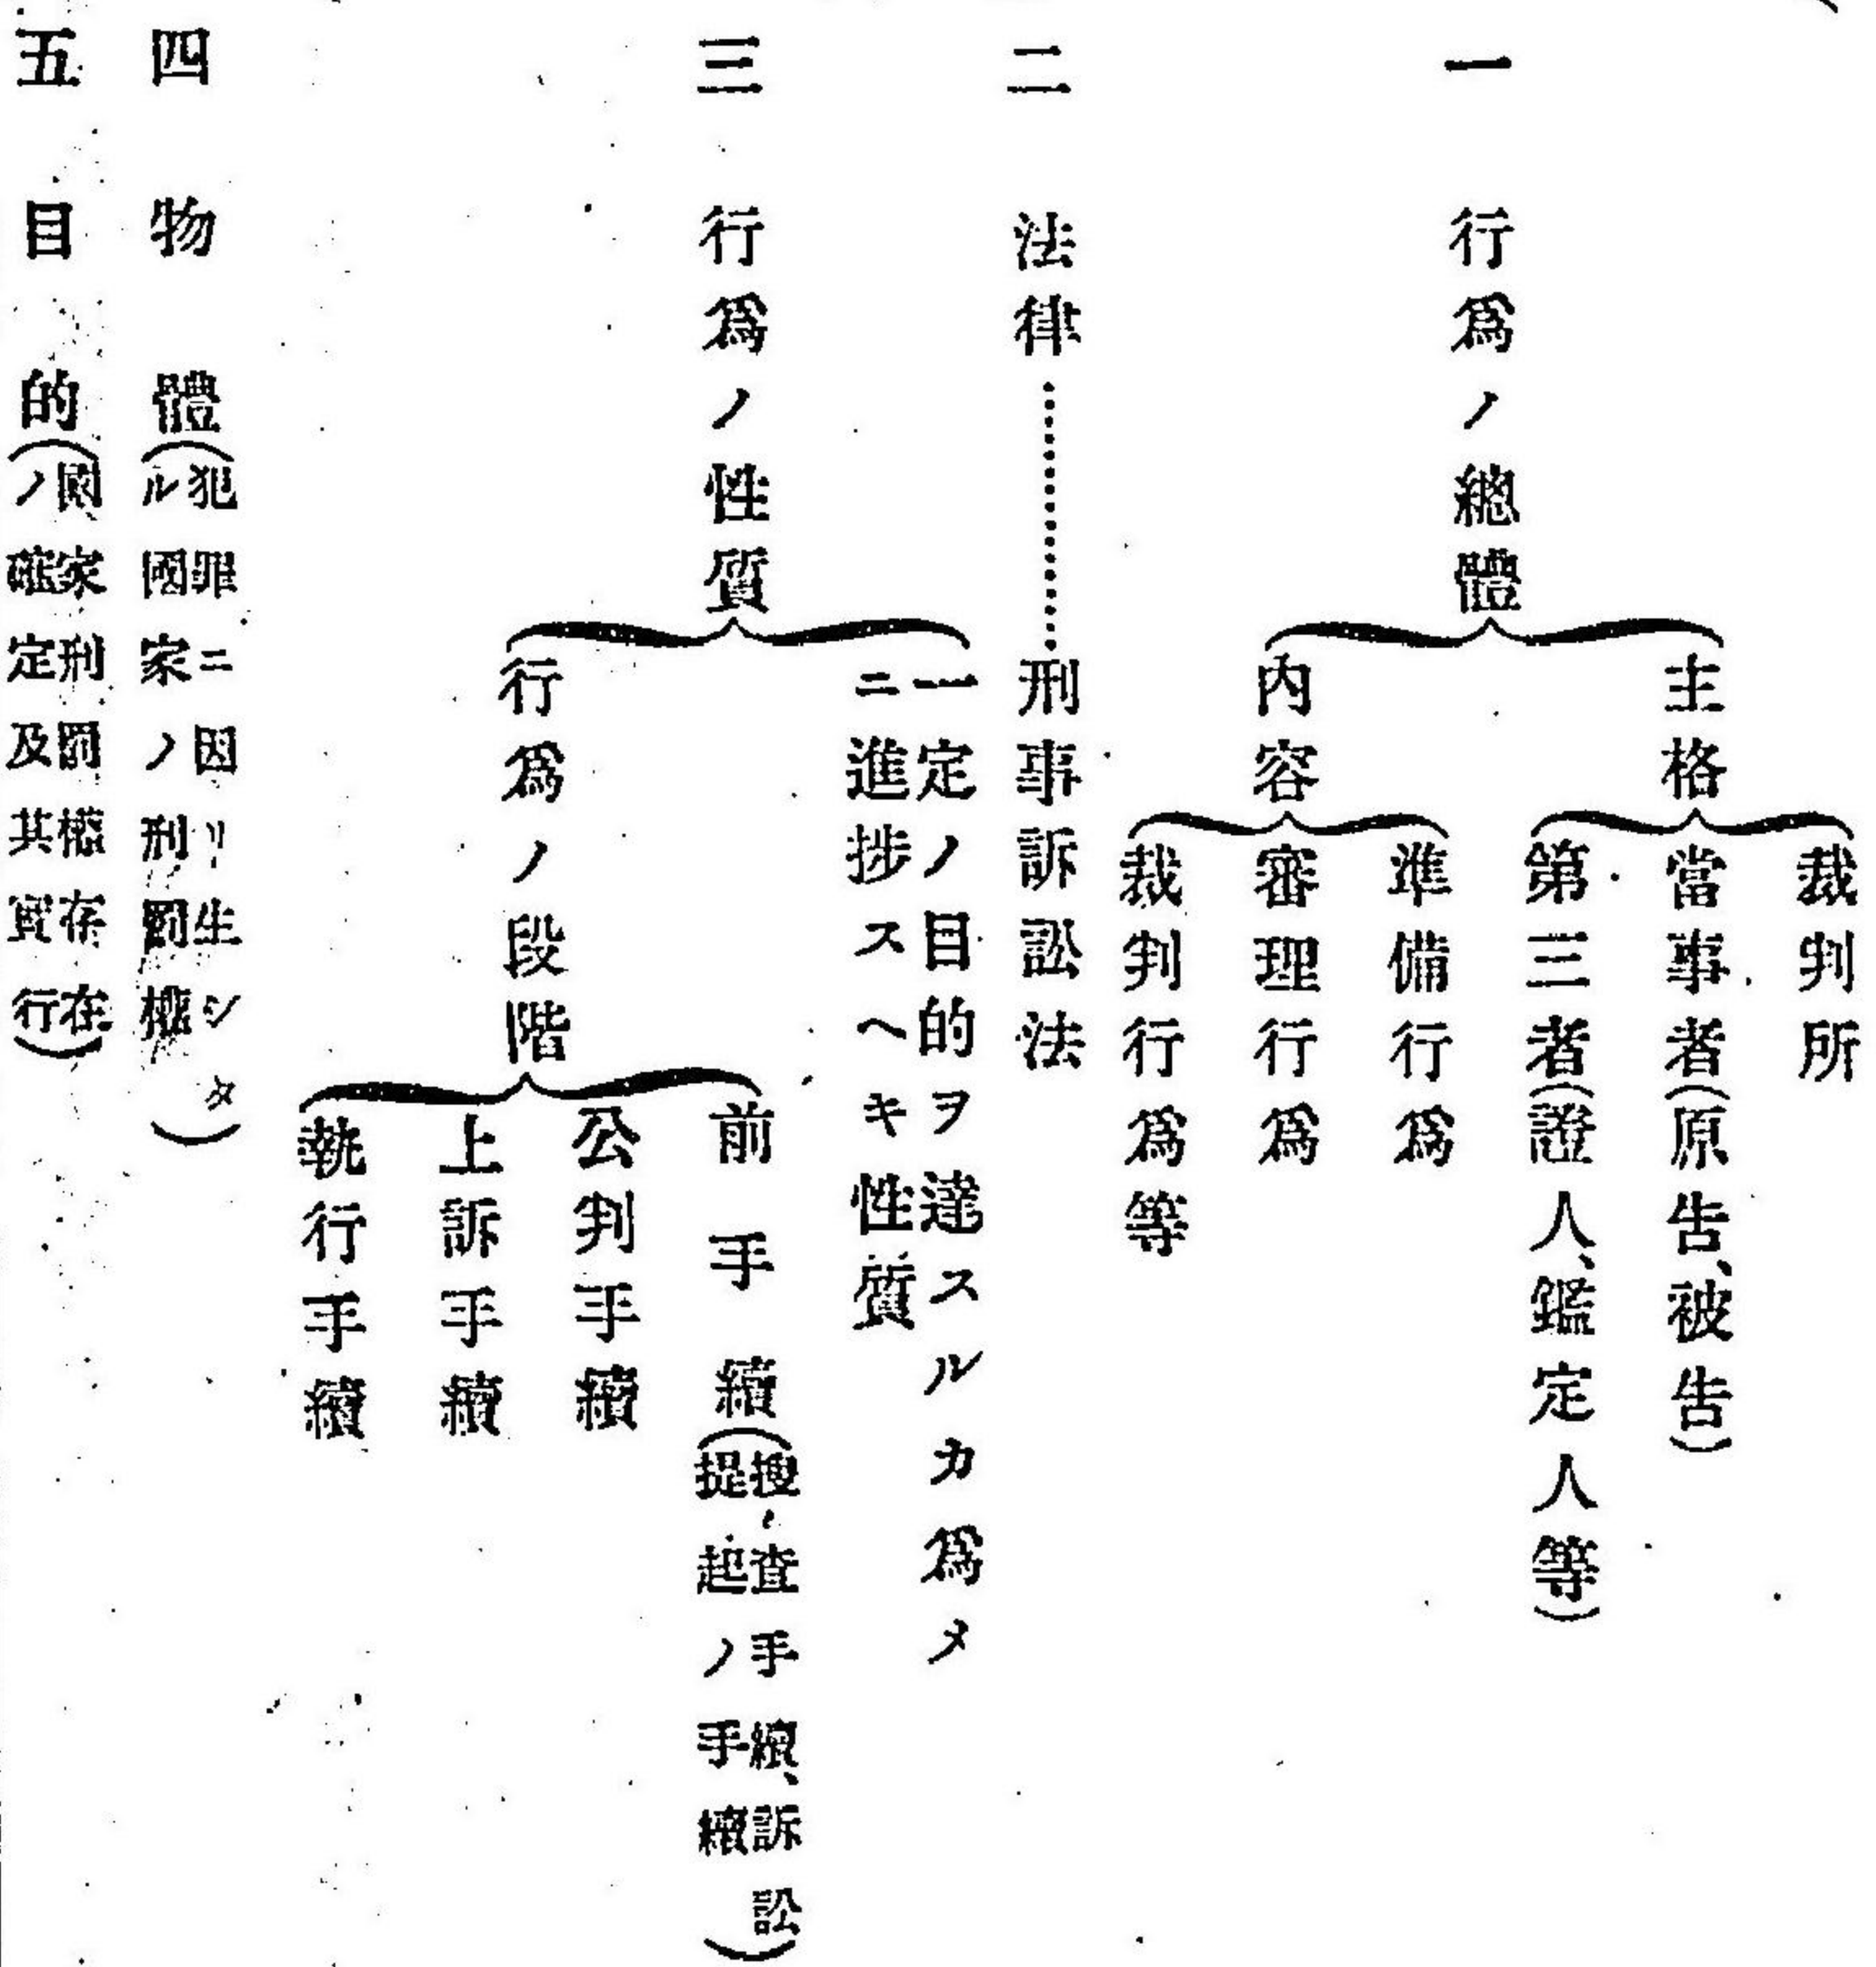 一 行爲ノ總體
主格
裁判所
當事者(原告、被告)
第三者(證人、鑑定人等)
內容
準備行爲
審理行爲
裁判行爲等
二 法律………刑事訴訟法
三 行爲ノ性質
一定ノ目的ヲ達スルカ爲メ
ニ進捗スヘキ性質
行爲ノ段階
前手續(搜查手續、訴訟
提起ノ手續)
公判手續
上訴手續
執行手續
四 物體(犯罪ニ因リ生シタ
ル國家ノ刑罰權)
五 目的(國家刑罰權存在
ノ確定及其實行)